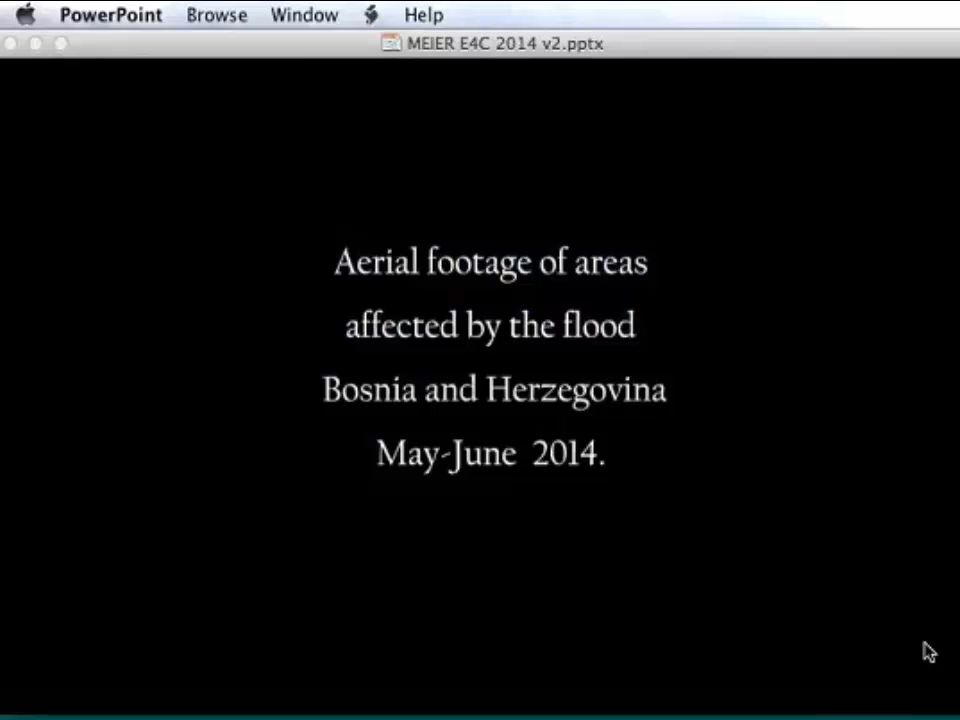 PowerPoint Browse Window Help
MEIER E4C 2014 v2.pptx
Aerial footage of areas
affected by the flood
Bosnia and Herzegovina
May-June 2014.